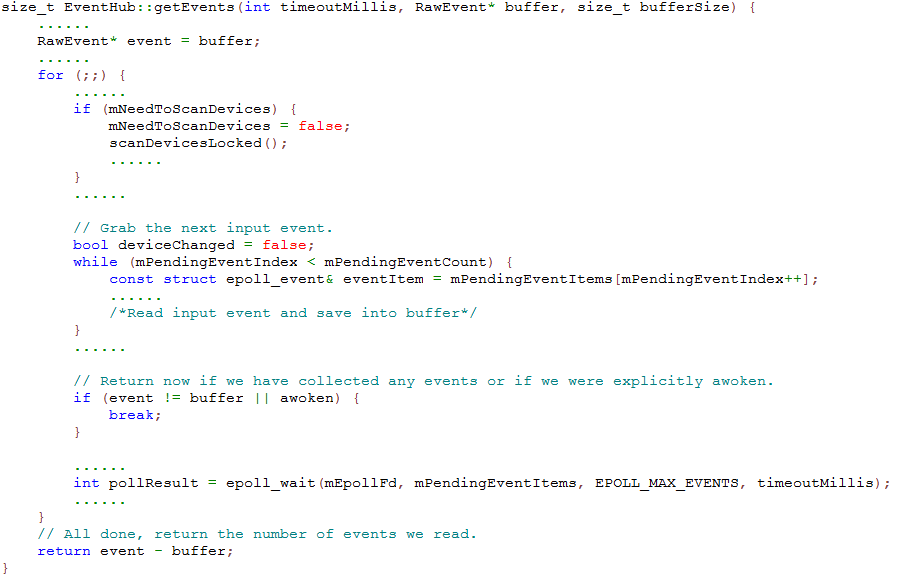 size_t EventHub::getEvents(int timeoutMillis, RawEvent* buffer, size_t bufferSize) {
    ......
    RawEvent* event = buffer;
    ......
    for (;;) {
        ......
        if (mNeedToScanDevices) {
            mNeedToScanDevices = false;
            scanDevicesLocked();
            ......
        }
        ......

        // Grab the next input event.
        bool deviceChanged = false;
        while (mPendingEventIndex < mPendingEventCount) {
            const struct epoll_event& eventItem = mPendingEventItems[mPendingEventIndex++];
            ......
            /*Read input event and save into buffer*/
        }
        ......

        // Return now if we have collected any events or if we were explicitly awoken.
        if (event != buffer || awoken) {
            break;
        }

        ......
        int pollResult = epoll_wait(mEpollFd, mPendingEventItems, EPOLL_MAX_EVENTS, timeoutMillis);
        ......
    }
    // All done, return the number of events we read.
    return event - buffer;
}